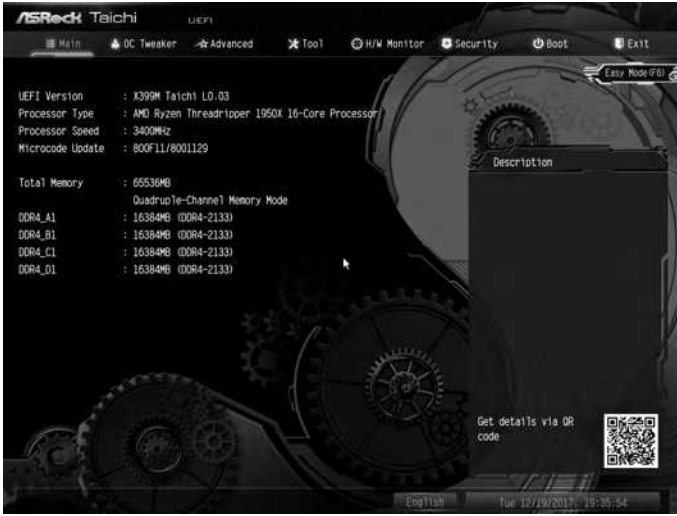 ASRock Taichi UEFI
Main OC Tweaker Advanced Tool H/W Monitor Security Boot Exit
Easy Mode(F6)
UEFI Version : X399M Taichi L0.03
Processor Type : AMD Ryzen Threadripper 1950X 16-Core Processor
Processor Speed : 3400MHz
Microcode Update : 800F11/8001129
Description
Total Memory : 65536MB
Quadruple-Channel Memory Mode
DDR4_A1 : 16384MB (DDR4-2133)
DDR4_B1 : 16384MB (DDR4-2133)
DDR4_C1 : 16384MB (DDR4-2133)
DDR4_D1 : 16384MB (DDR4-2133)
Get details via QR
code
English Tue 12/19/2017. 19:35:54